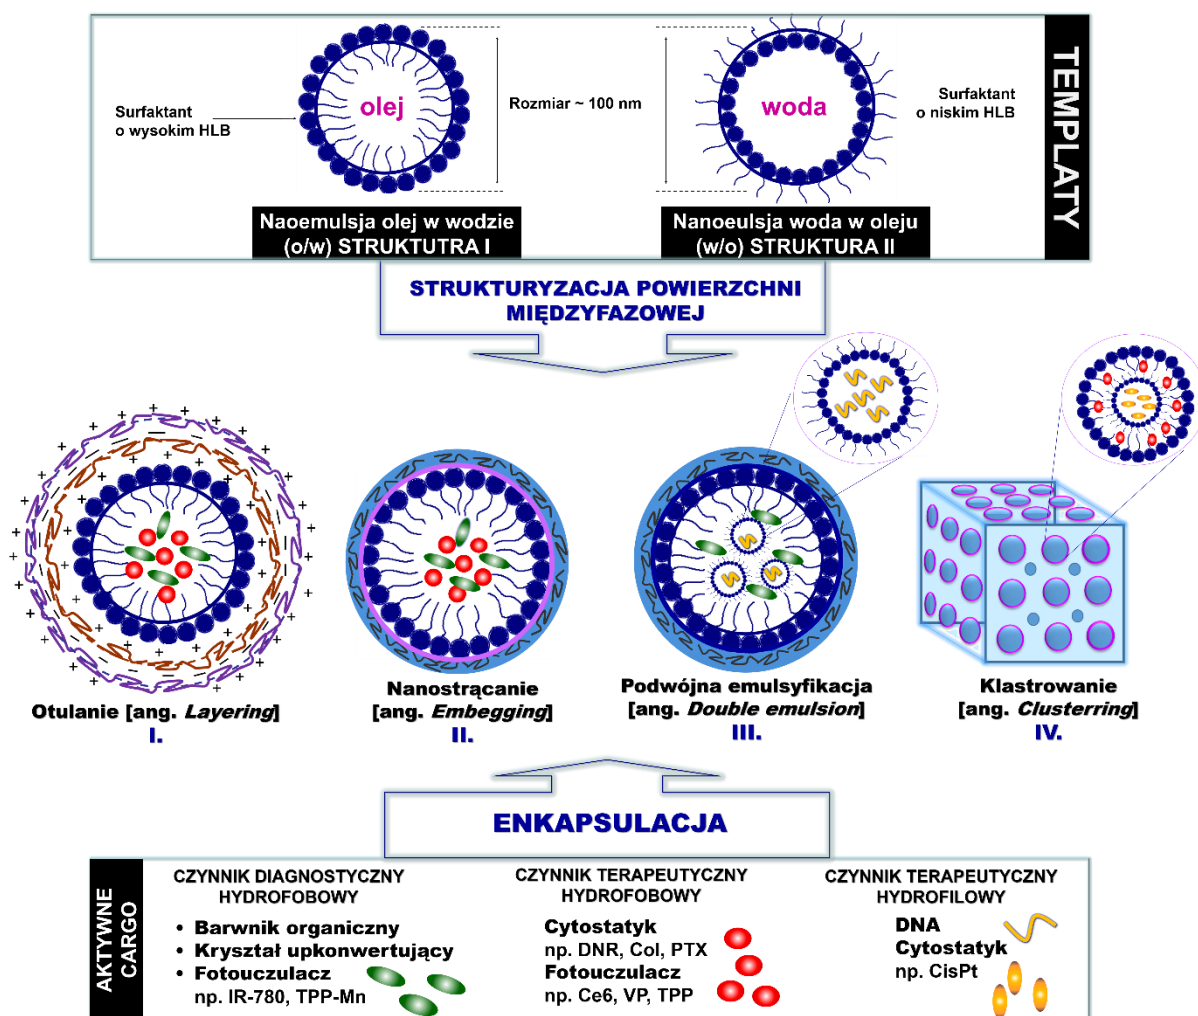 TEMPLATY
olej
woda
Surfaktant
o wysokim HLB
Rozmiar ~ 100 nm
Surfaktant
o niskim HLB
Naoemulsja olej w wodzie
(o/w) STRUKTUTRA I
Nanoeulsja woda w oleju
(w/o) STRUKTURA II
STRUKTURYZACJA POWIERZCHNI
MIĘDZYFAZOWEJ
Otulanie [ang. Layering]
I.
Nanostrącanie
[ang. Embegging]
II.
Podwójna emulsyfikacja
[ang. Double emulsion]
III.
Klastrowanie
[ang. Clusterring]
IV.
ENKAPSULACJA
AKTYWNE
CARGO
CZYNNIK DIAGNOSTYCZNY
HYDROFOBOWY
• Barwnik organiczny
• Kryształ upkonwertujący
• Fotouczulacz
np. IR-780, TPP-Mn
CZYNNIK TERAPEUTYCZNY
HYDROFOBOWY
Cytostatyk
np. DNR, Col, PTX
Fotouczulacz
np. Ce6, VP, TPP
CZYNNIK TERAPEUTYCZNY
HYDROFILOWY
DNA
Cytostatyk
np. CisPt